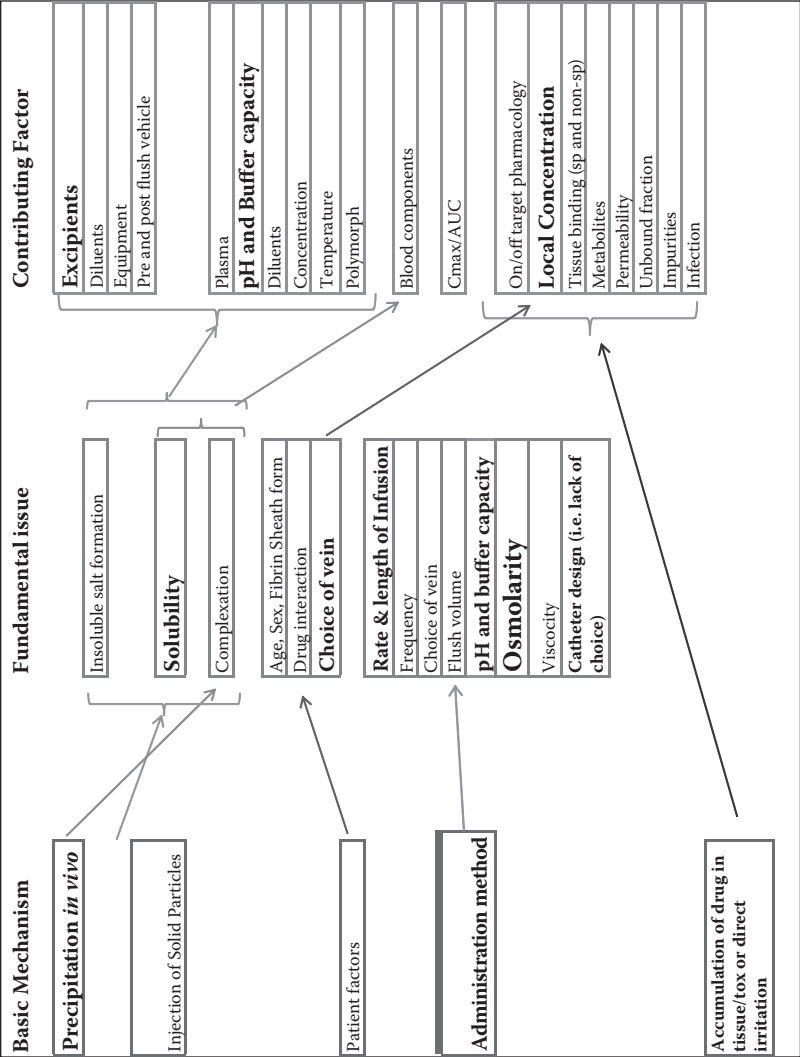 Basic Mechanism
Precipitation in vivo
Injection of Solid Particles
Patient factors
Administration method
Accumulation of drug in
tissue/tox or direct
irritation
Fundamental issue
Insoluble salt formation
Solubility
Complexation
Age, Sex, Fibrin Sheath form
Drug interaction
Choice of vein
Rate & length of Infusion
Frequency
Choice of vein
Flush volume
pH and buffer capacity
Osmolarity
Viscocity
Catheter design (i.e. lack of
choice)
Contributing Factor
Excipients
Diluents
Equipment
Pre and post flush vehicle
Plasma
pH and Buffer capacity
Diluents
Concentration
Temperature
Polymorph
Blood components
Cmax/AUC
On/off target pharmacology
Local Concentration
Tissue binding (sp and non-sp)
Metabolites
Permeability
Unbound fraction
Impurities
Infection